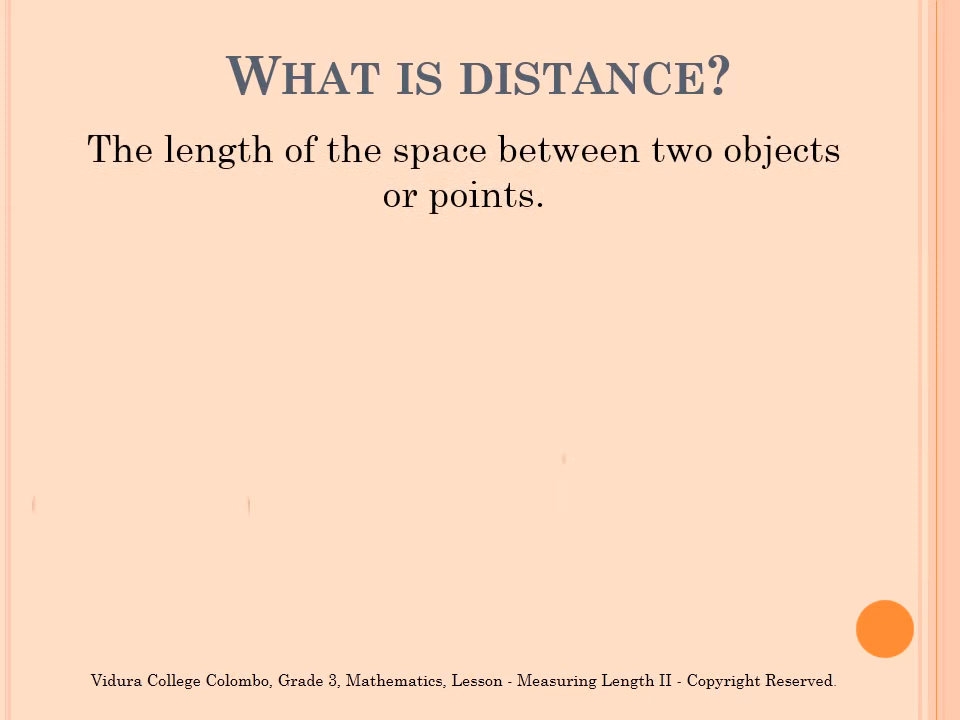 WHAT IS DISTANCE?
The length of the space between two objects
or points.
Vidura College Colombo, Grade 3, Mathematics, Lesson - Measuring Length II - Copyright Reserved.